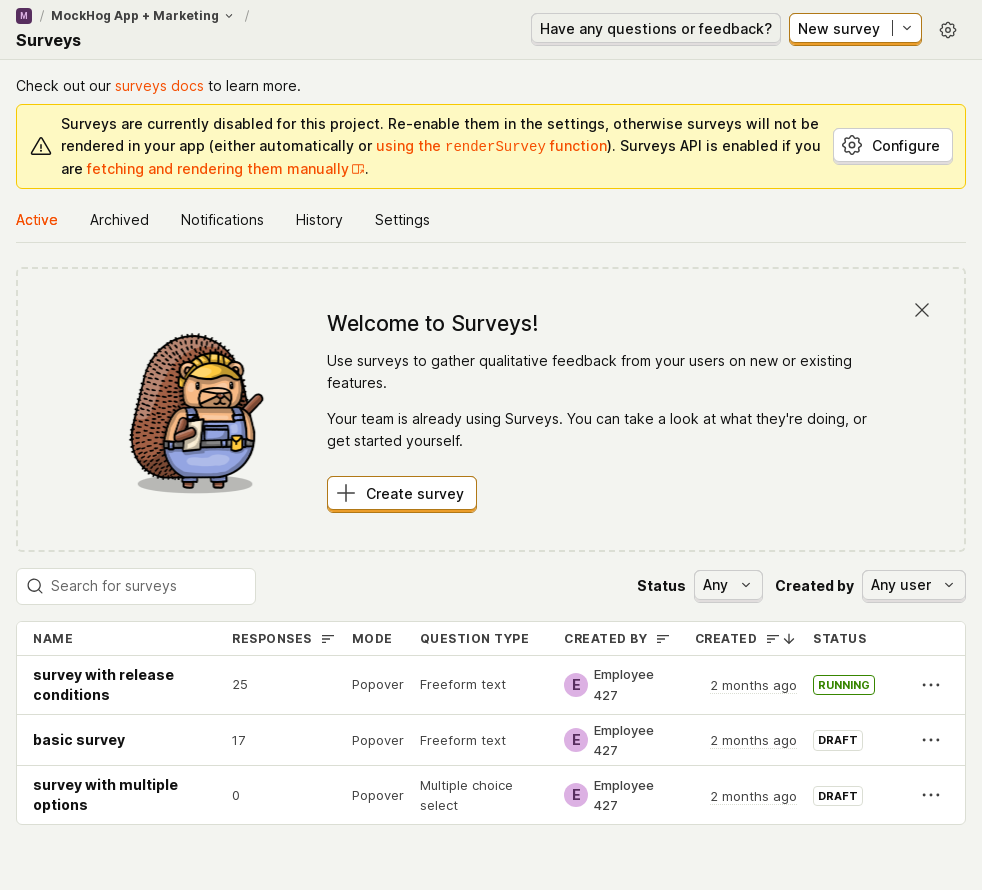 M / MockHog App + Marketing /
Surveys
Have any questions or feedback?
New survey
Check out our surveys docs to learn more.
Surveys are currently disabled for this project. Re-enable them in the settings, otherwise surveys will not be
rendered in your app (either automatically or using the renderSurvey function). Surveys API is enabled if you
are fetching and rendering them manually.
Configure
Active Archived Notifications History Settings
Welcome to Surveys!
Use surveys to gather qualitative feedback from your users on new or existing
features.
Your team is already using Surveys. You can take a look at what they're doing, or
get started yourself.
Create survey
Search for surveys
Status Any Created by Any user
NAME RESPONSES MODE QUESTION TYPE CREATED BY CREATED STATUS
survey with release
conditions
25 Popover Freeform text E Employee
427
2 months ago RUNNING
basic survey 17 Popover Freeform text E Employee
427
2 months ago DRAFT
survey with multiple
options
0 Popover Multiple choice
select
E Employee
427
2 months ago DRAFT